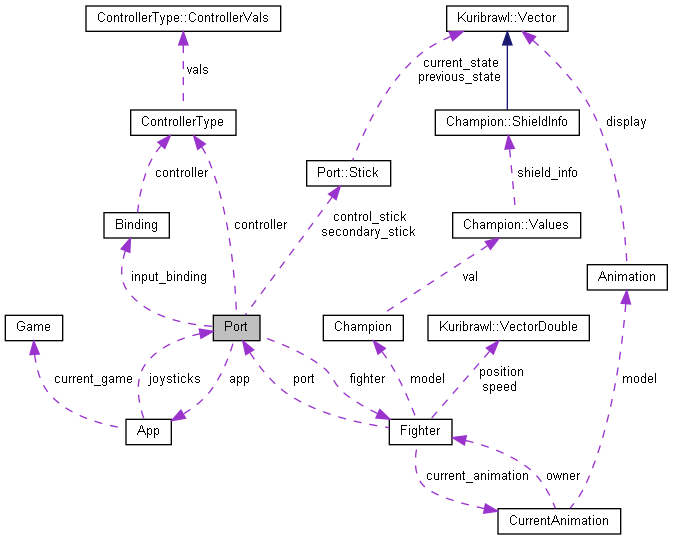 ControllerType::ControllerVals
Kuribrawl::Vector
current_state
previous_state
vals
ControllerType
Champion::ShieldInfo
display
controller
Port::Stick
shield_info
Binding
controller
control_stick
secondary_stick
Champion::Values
input_binding
val
Animation
Game
Port
Champion
Kuribrawl::VectorDouble
current_game
joysticks
app
port
fighter
model
position
speed
model
App
Fighter
current_animation
owner
CurrentAnimation